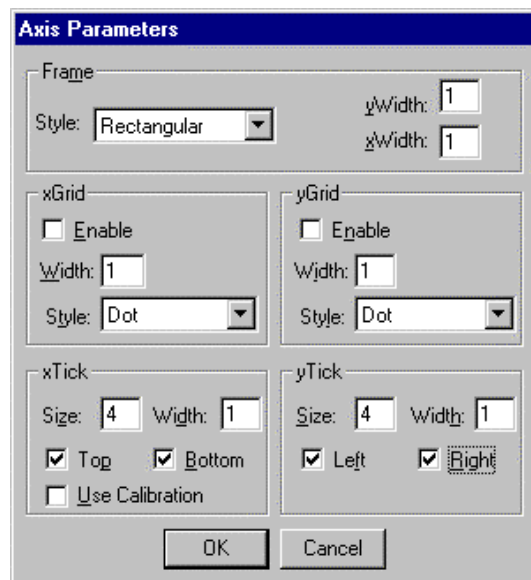 Axis Parameters
Frame
Style: Rectangular
yWidth: 1
xWidth: 1
xGrid
Enable
Width: 1
Style: Dot
yGrid
Enable
Width: 1
Style: Dot
xTick
Size: 4 Width: 1
Top Bottom
Use Calibration
yTick
Size: 4 Width: 1
Left Right
OK Cancel